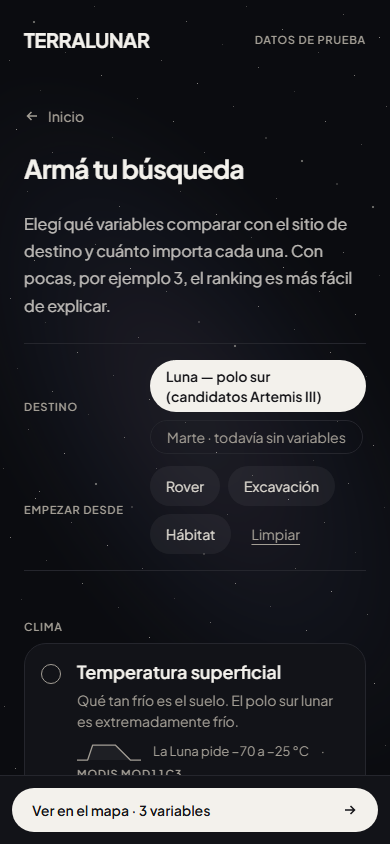 TERRALUNAR
DATOS DE PRUEBA
← Inicio
Armá tu búsqueda
Elegí qué variables comparar con el sitio de
destino y cuánto importa cada una. Con
pocas, por ejemplo 3, el ranking es más fácil
de explicar.
DESTINO
Luna — polo sur
(candidatos Artemis III)
Marte · todavía sin variables
EMPEZAR DESDE
Rover
Excavación
Hábitat
Limpiar
CLIMA
Temperatura superficial
Qué tan frío es el suelo. El polo sur lunar
es extremadamente frío.
La Luna pide −70 a −25 °C ·
MODIS MOD11C3
Ver en el mapa · 3 variables →